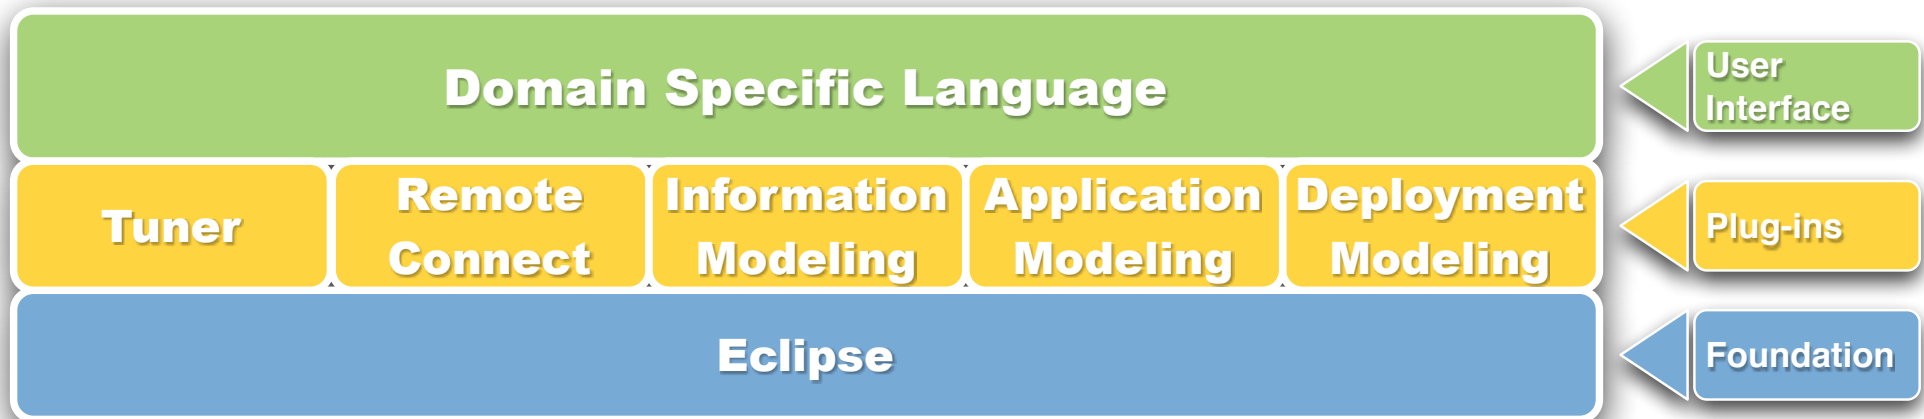 Domain Specific Language
User
Interface
Tuner
Remote
Connect
Information
Modeling
Application
Modeling
Deployment
Modeling
Plug-ins
Eclipse
Foundation